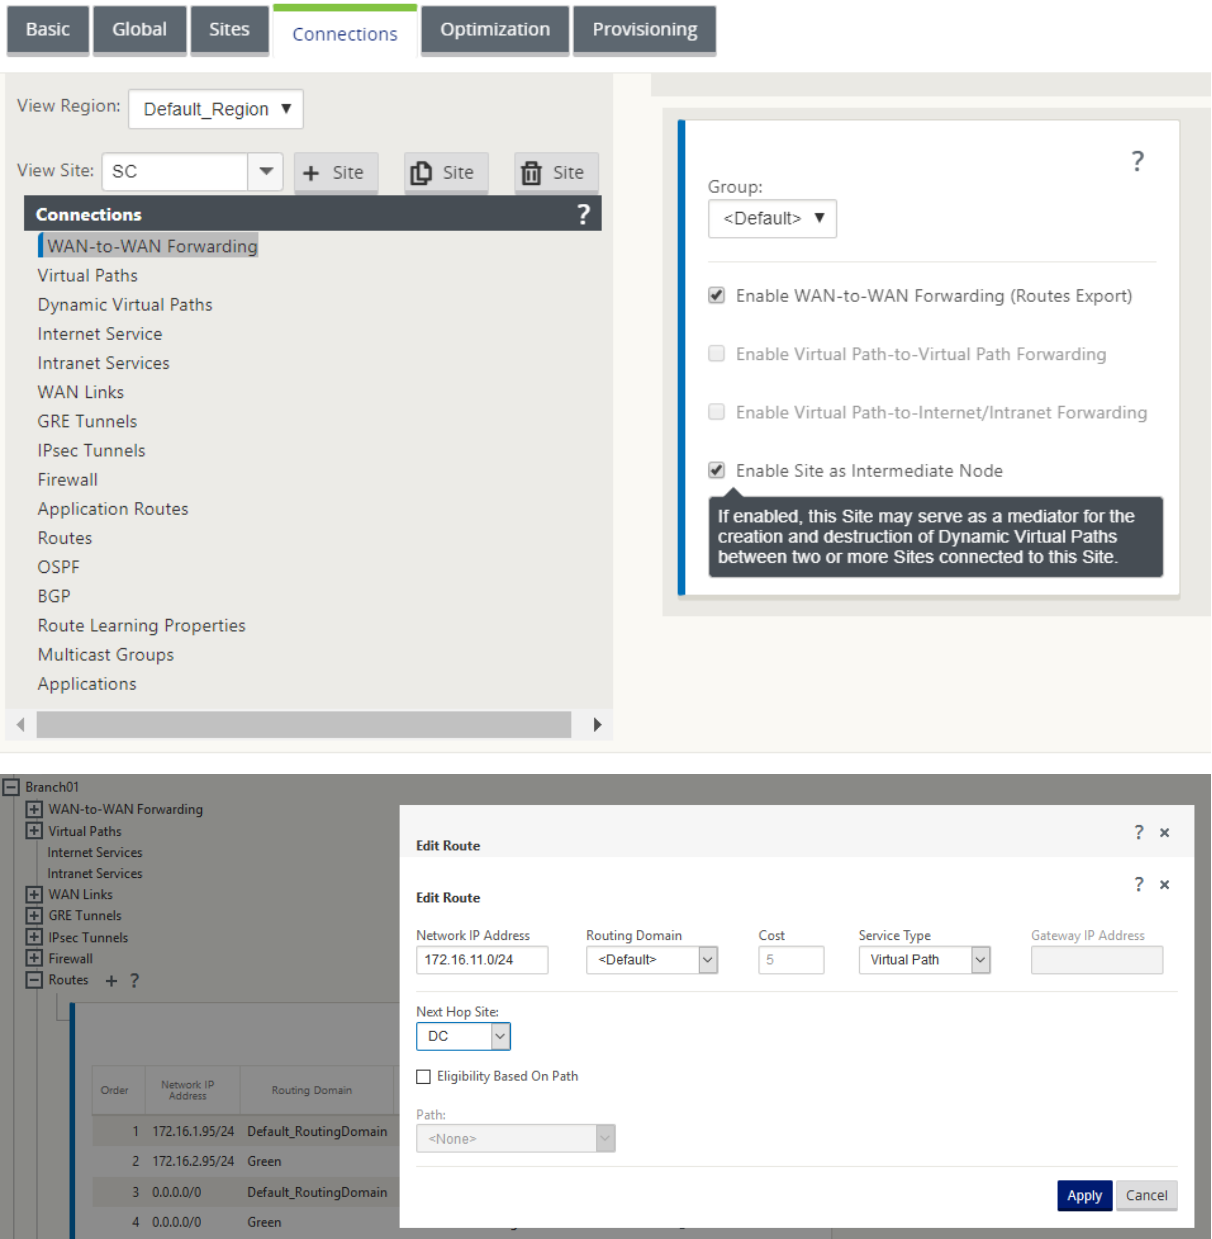 Basic Global Sites Connections Optimization Provisioning
View Region: Default_Region
View Site: SC + Site Site Site
Connections ?
WAN-to-WAN Forwarding
Virtual Paths
Dynamic Virtual Paths
Internet Service
Intranet Services
WAN Links
GRE Tunnels
IPsec Tunnels
Firewall
Application Routes
Routes
OSPF
BGP
Route Learning Properties
Multicast Groups
Applications
?
Group:
<Default>
Enable WAN-to-WAN Forwarding (Routes Export)
Enable Virtual Path-to-Virtual Path Forwarding
Enable Virtual Path-to-Internet/Intranet Forwarding
Enable Site as Intermediate Node
If enabled, this Site may serve as a mediator for the
creation and destruction of Dynamic Virtual Paths
between two or more Sites connected to this Site.
Branch01
WAN-to-WAN Forwarding
Virtual Paths
Internet Services
Intranet Services
WAN Links
GRE Tunnels
IPsec Tunnels
Firewall
Routes + ?
Order Network IP Address Routing Domain
1 172.16.1.95/24 Default_RoutingDomain
2 172.16.2.95/24 Green
3 0.0.0.0/0 Default_RoutingDomain
4 0.0.0.0/0 Green
Edit Route ? ×
Edit Route ? ×
Network IP Address Routing Domain Cost Service Type Gateway IP Address
172.16.11.0/24 <Default> 5 Virtual Path
Next Hop Site:
DC
Eligibility Based On Path
Path:
<None>
Apply Cancel